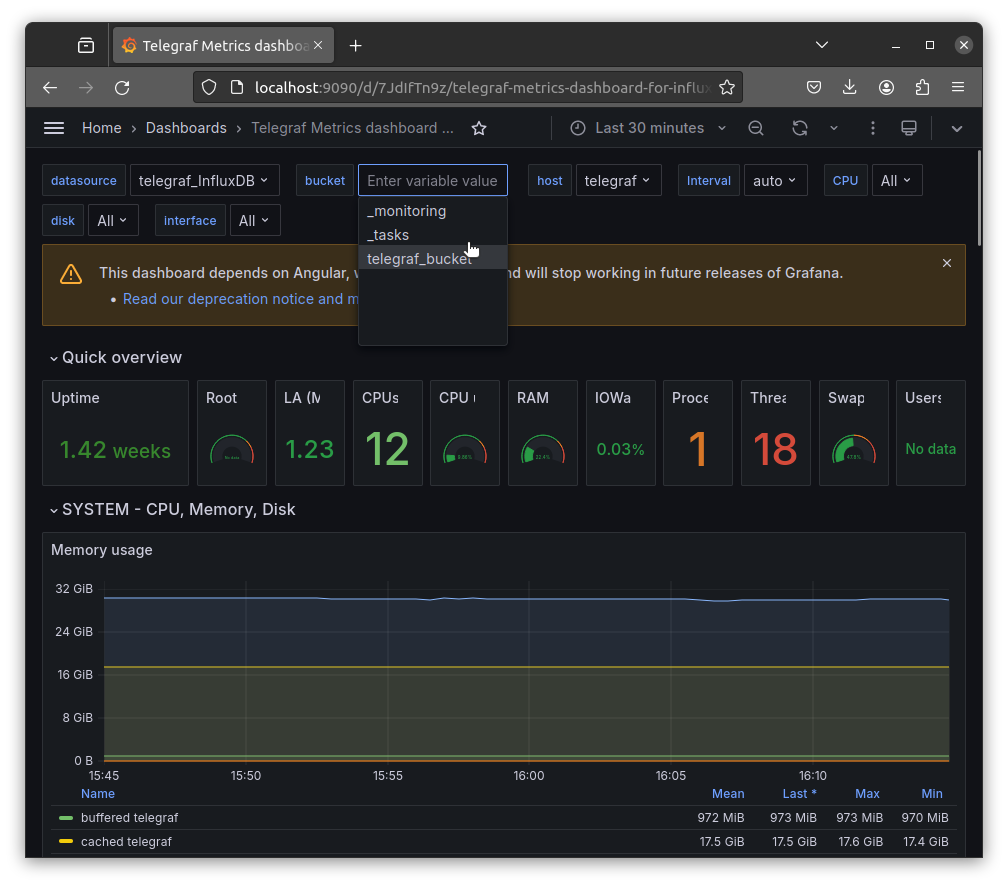 Telegraf Metrics dashboa
localhost:9090/d/7JdIfTn9z/telegraf-metrics-dashboard-for-influx
Home › Dashboards › Telegraf Metrics dashboard ...
Last 30 minutes
datasource telegraf_InfluxDB bucket Enter variable value host telegraf Interval auto CPU All
disk All interface All
_monitoring
_tasks
telegraf_bucket
This dashboard depends on Angular, w nd will stop working in future releases of Grafana.
• Read our deprecation notice and m
Quick overview
Uptime Root LA (M CPUs CPU RAM IOWa Proce Threa Swap Users
1.42 weeks No data 1.23 12 22.4% 0.03% 1 18 47.8% No data
SYSTEM - CPU, Memory, Disk
Memory usage
32 GiB
24 GiB
16 GiB
8 GiB
0 B
15:45 15:50 15:55 16:00 16:05 16:10
Name Mean Last * Max Min
buffered telegraf 972 MiB 973 MiB 973 MiB 970 MiB
cached telegraf 17.5 GiB 17.5 GiB 17.6 GiB 17.4 GiB